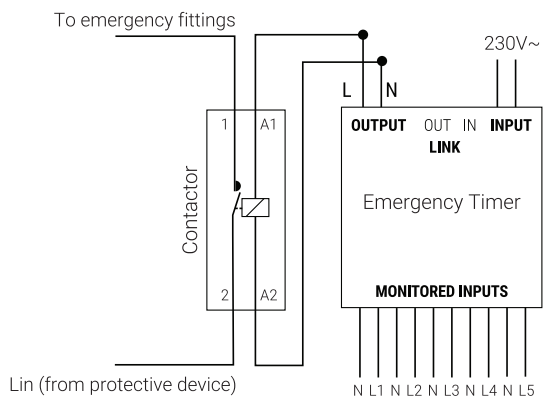 To emergency fittings
230V~
L N
1 A1
OUTPUT OUT IN INPUT
LINK
Contactor
Emergency Timer
2 A2
MONITORED INPUTS
Lin (from protective device)
N L1 N L2 N L3 N L4 N L5